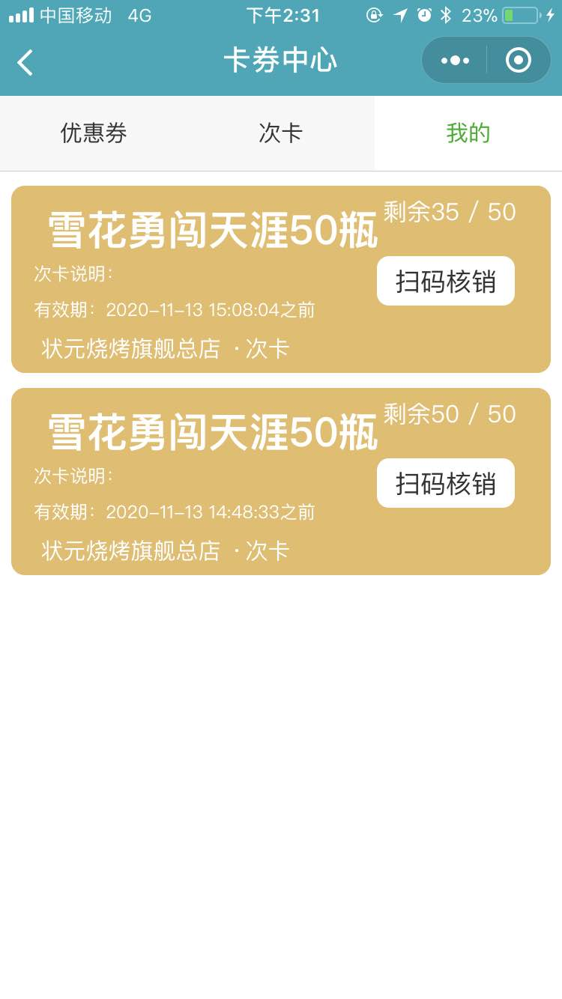 中国移动 4G 下午2:31 23%
卡券中心
优惠券 次卡 我的
雪花勇闯天涯50瓶 剩余35 / 50
次卡说明：
扫码核销
有效期：2020-11-13 15:08:04之前
状元烧烤旗舰总店 ·次卡
雪花勇闯天涯50瓶 剩余50 / 50
次卡说明：
扫码核销
有效期：2020-11-13 14:48:33之前
状元烧烤旗舰总店 ·次卡